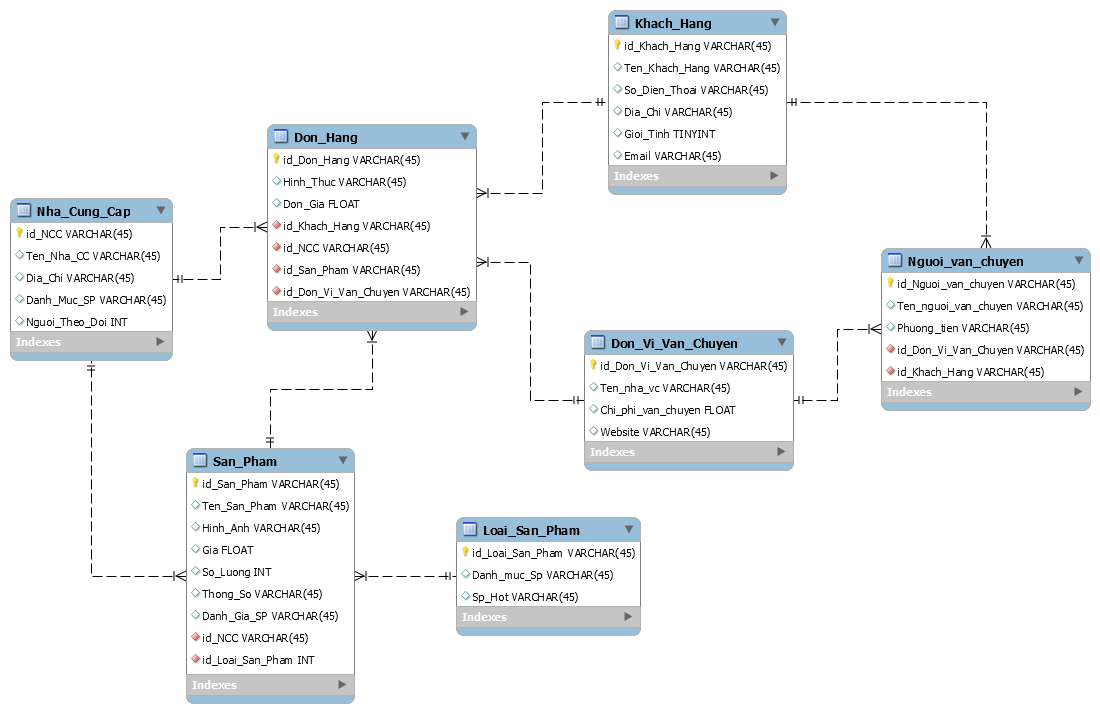 Khach_Hang
id_Khach_Hang VARCHAR(45)
Ten_Khach_Hang VARCHAR(45)
So_Dien_Thoai VARCHAR(45)
Dia_Chi VARCHAR(45)
Gioi_Tinh TINYINT
Email VARCHAR(45)
Indexes
Don_Hang
id_Don_Hang VARCHAR(45)
Hinh_Thuc VARCHAR(45)
Don_Gia FLOAT
id_Khach_Hang VARCHAR(45)
id_NCC VARCHAR(45)
id_San_Pham VARCHAR(45)
id_Don_Vi_Van_Chuyen VARCHAR(45)
Indexes
Nha_Cung_Cap
id_NCC VARCHAR(45)
Ten_Nha_CC VARCHAR(45)
Dia_Chi VARCHAR(45)
Danh_Muc_SP VARCHAR(45)
Nguoi_Theo_Doi INT
Indexes
Nguoi_van_chuyen
id_Nguoi_van_chuyen VARCHAR(45)
Ten_nguoi_van_chuyen VARCHAR(45)
Phuong_tien VARCHAR(45)
id_Don_Vi_Van_Chuyen VARCHAR(45)
id_Khach_Hang VARCHAR(45)
Indexes
Don_Vi_Van_Chuyen
id_Don_Vi_Van_Chuyen VARCHAR(45)
Ten_nha_vc VARCHAR(45)
Chi_phi_van_chuyen FLOAT
Website VARCHAR(45)
Indexes
San_Pham
id_San_Pham VARCHAR(45)
Ten_San_Pham VARCHAR(45)
Hinh_Anh VARCHAR(45)
Gia FLOAT
So_Luong INT
Thong_So VARCHAR(45)
Danh_Gia_SP VARCHAR(45)
id_NCC VARCHAR(45)
id_Loai_San_Pham INT
Indexes
Loai_San_Pham
id_Loai_San_Pham VARCHAR(45)
Danh_muc_Sp VARCHAR(45)
Sp_Hot VARCHAR(45)
Indexes